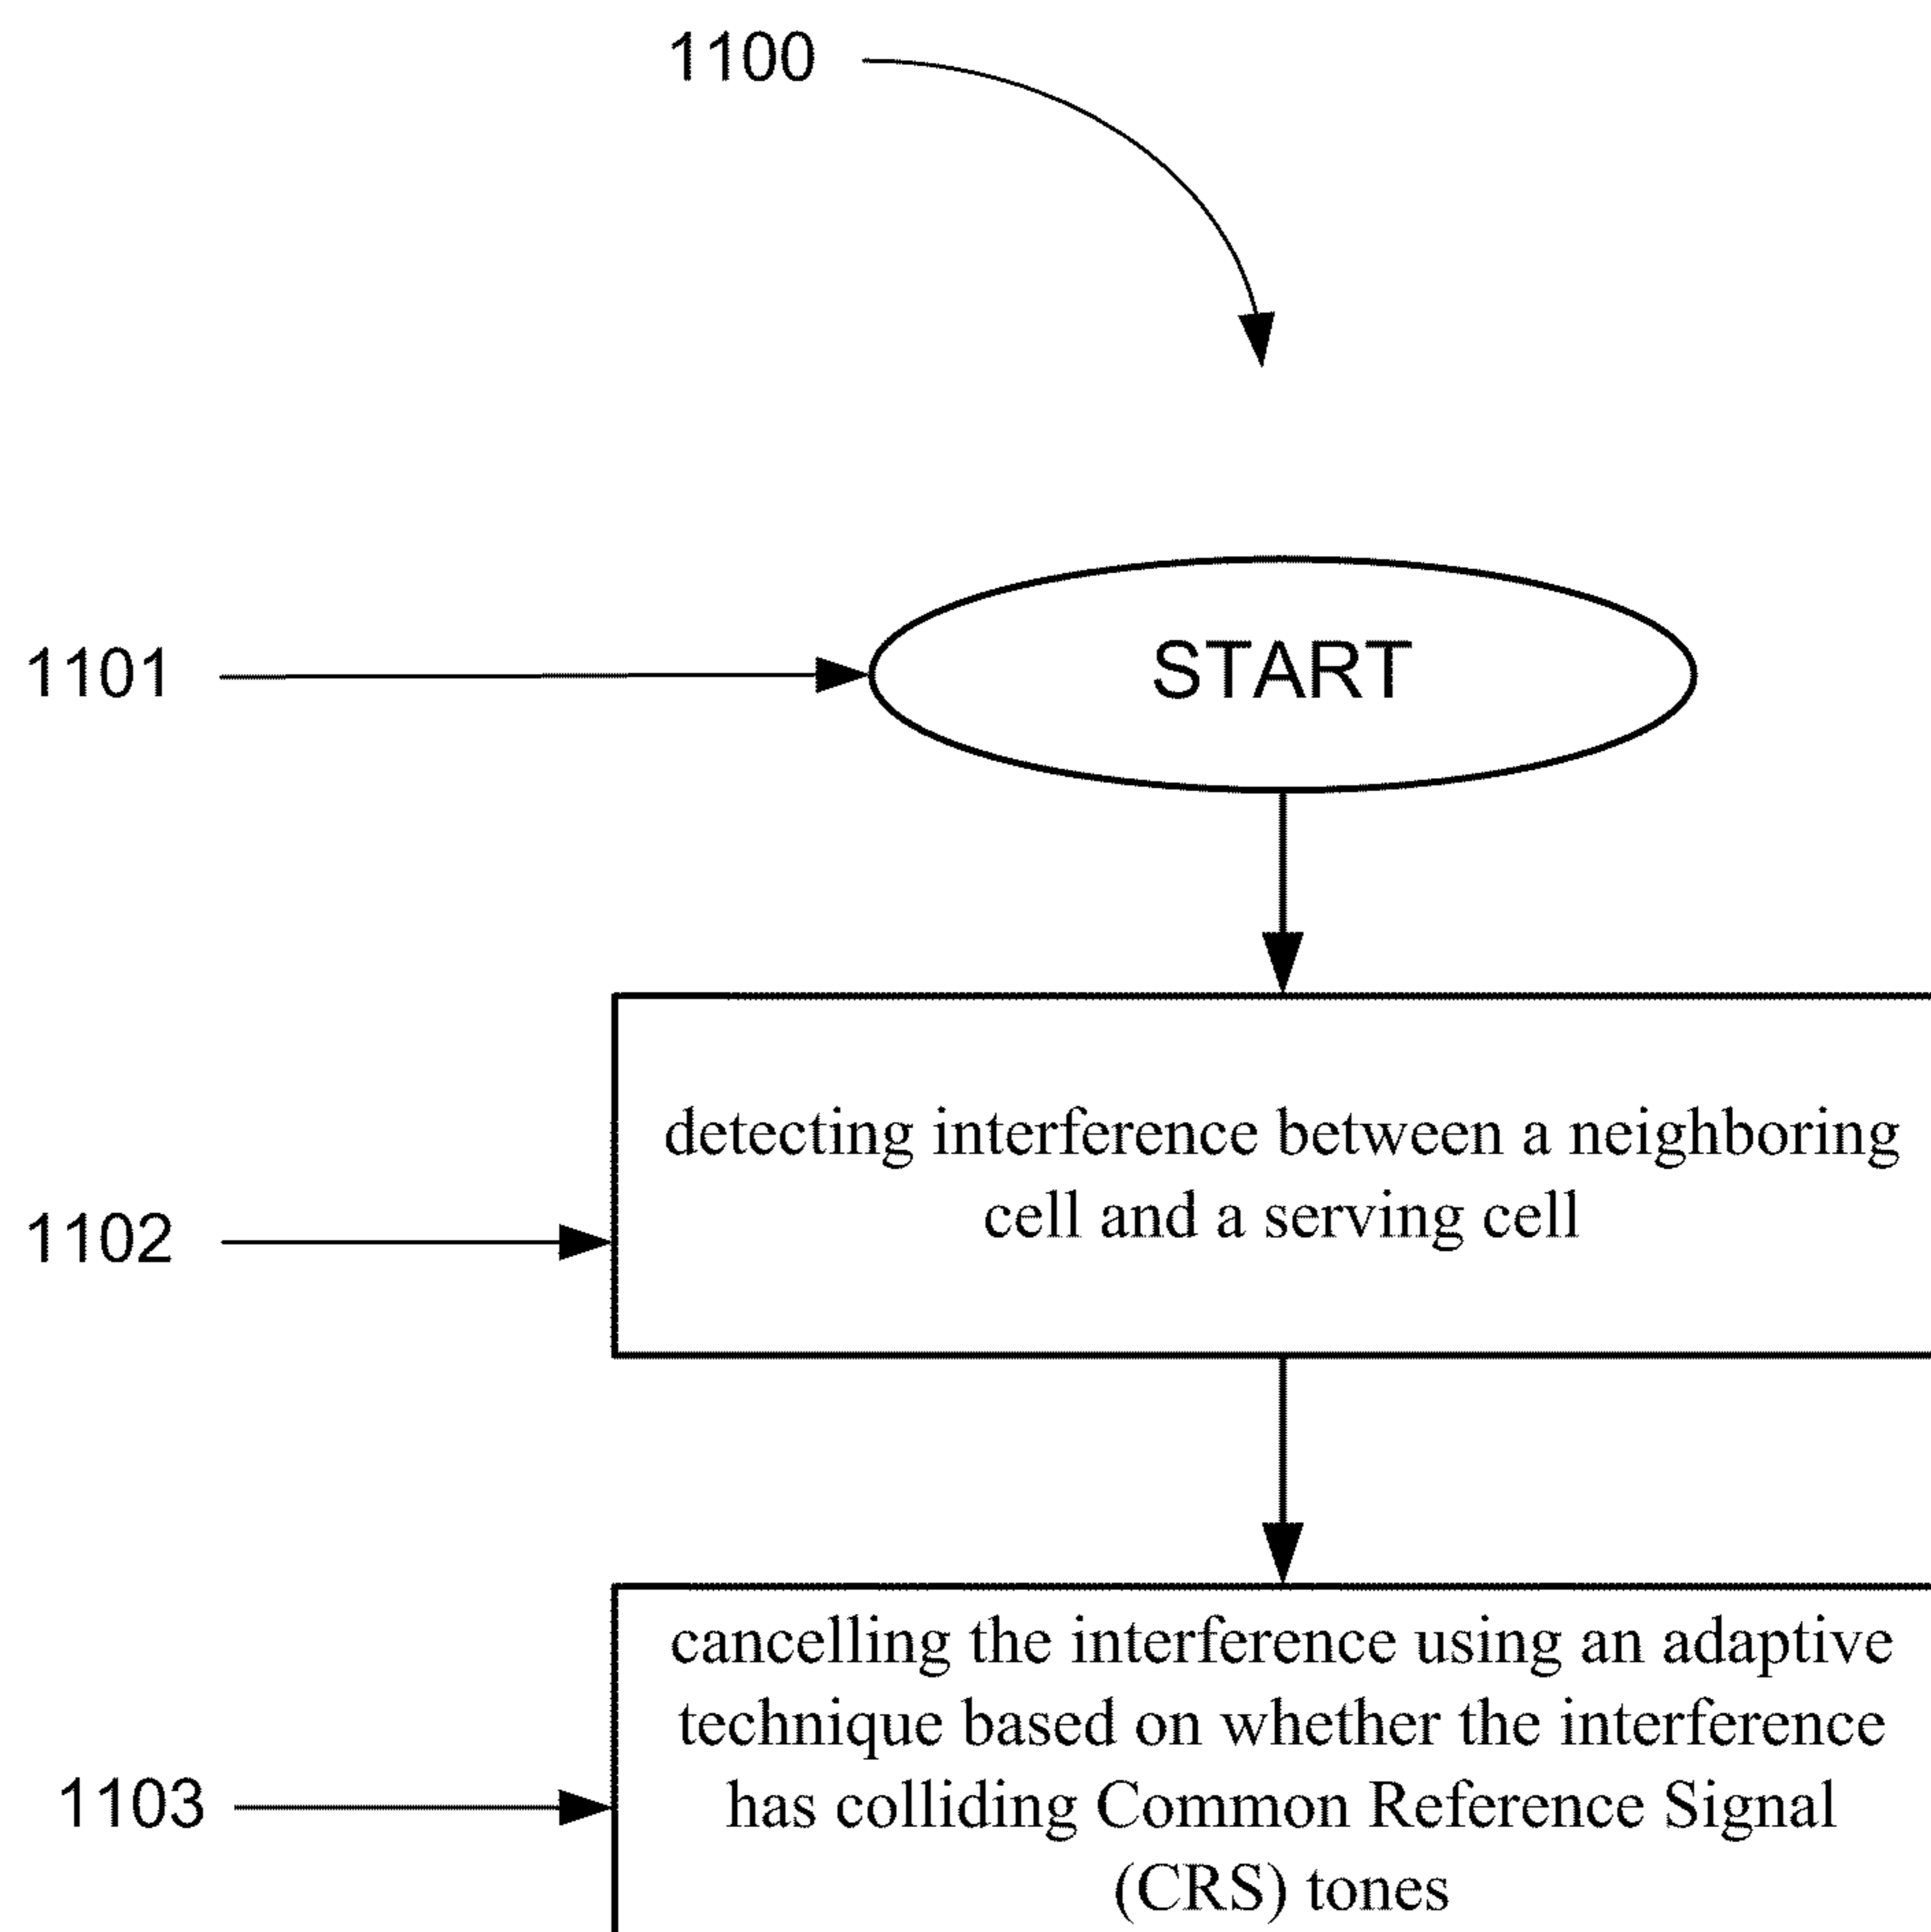 1100
1101
START
detecting interference between a neighboring
cell and a serving cell
1102
cancelling the interference using an adaptive
technique based on whether the interference
has colliding Common Reference Signal
(CRS) tones
1103